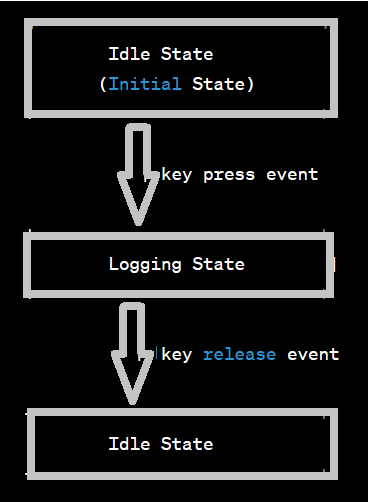 Idle State
(Initial State)
key press event
Logging State
key release event
Idle State